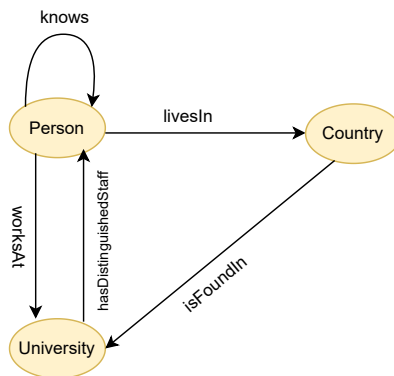 knows
Person
livesIn
Country
worksAt
hasDistinguishedStaff
isFoundIn
University